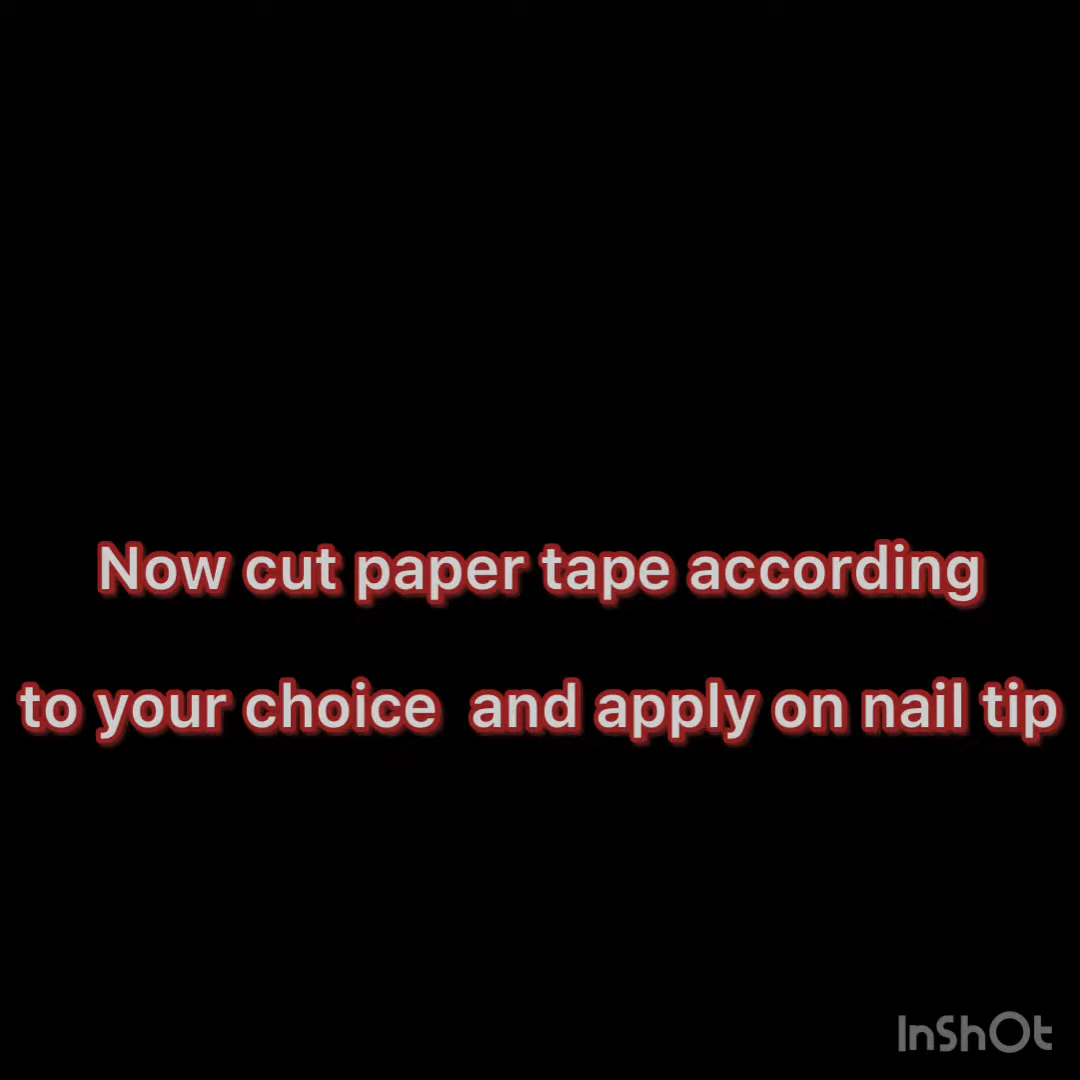 Now cut paper tape according
to your choice  and apply on nail tip
InShOt